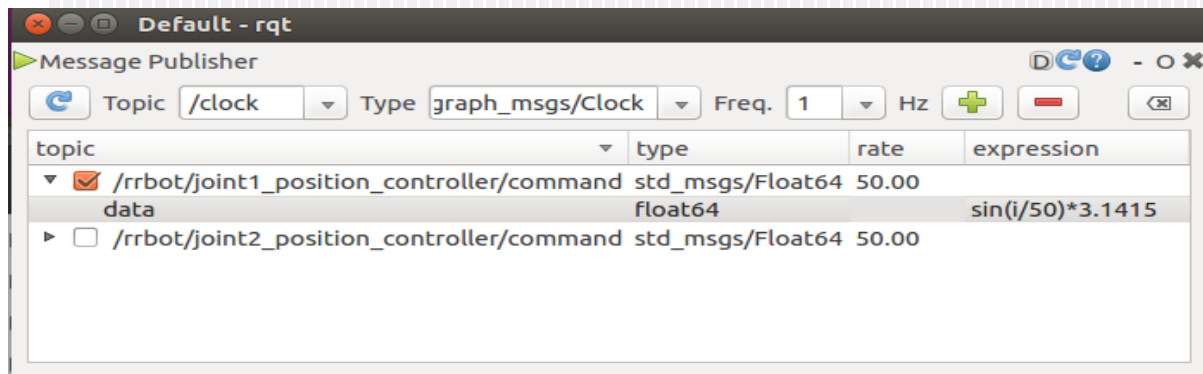 Default - rqt
Message Publisher D ? - O
Topic /clock Type graph_msgs/Clock Freq. 1 Hz
topic type rate expression
/rrbot/joint1_position_controller/command std_msgs/Float64 50.00
data float64 sin(i/50)*3.1415
/rrbot/joint2_position_controller/command std_msgs/Float64 50.00